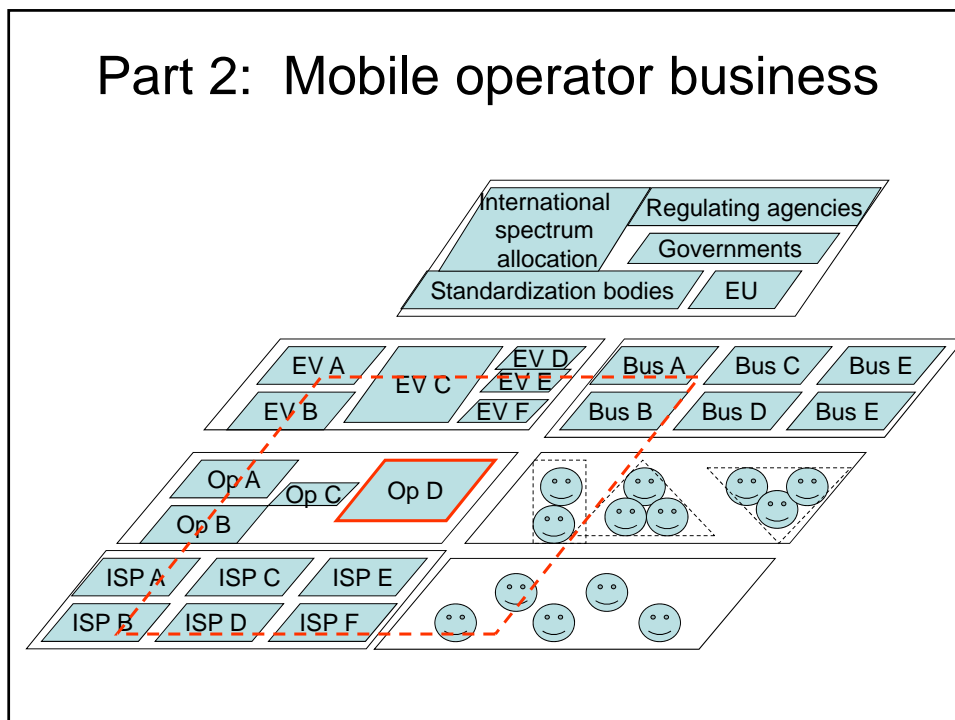 Part 2: Mobile operator business
International
spectrum
allocation
Regulating agencies
Governments
Standardization bodies
EU
EV A
EV B
EV C
EV D
EV E
EV F
Bus A
Bus C
Bus E
Bus B
Bus D
Bus E
Op A
Op B
Op C
Op D
ISP A
ISP C
ISP E
ISP B
ISP D
ISP F